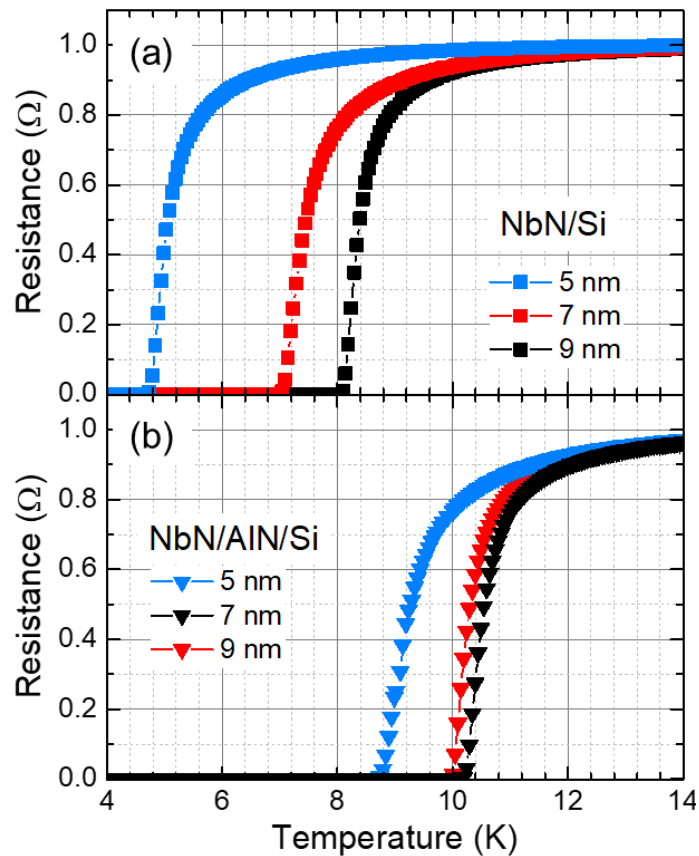 (a)
1.0
0.8
0.6
0.4
0.2
0.0
Resistance (Ω)
NbN/Si
5 nm
7 nm
9 nm
(b)
1.0
0.8
0.6
0.4
0.2
0.0
Resistance (Ω)
NbN/AlN/Si
5 nm
7 nm
9 nm
4 6 8 10 12 14
Temperature (K)